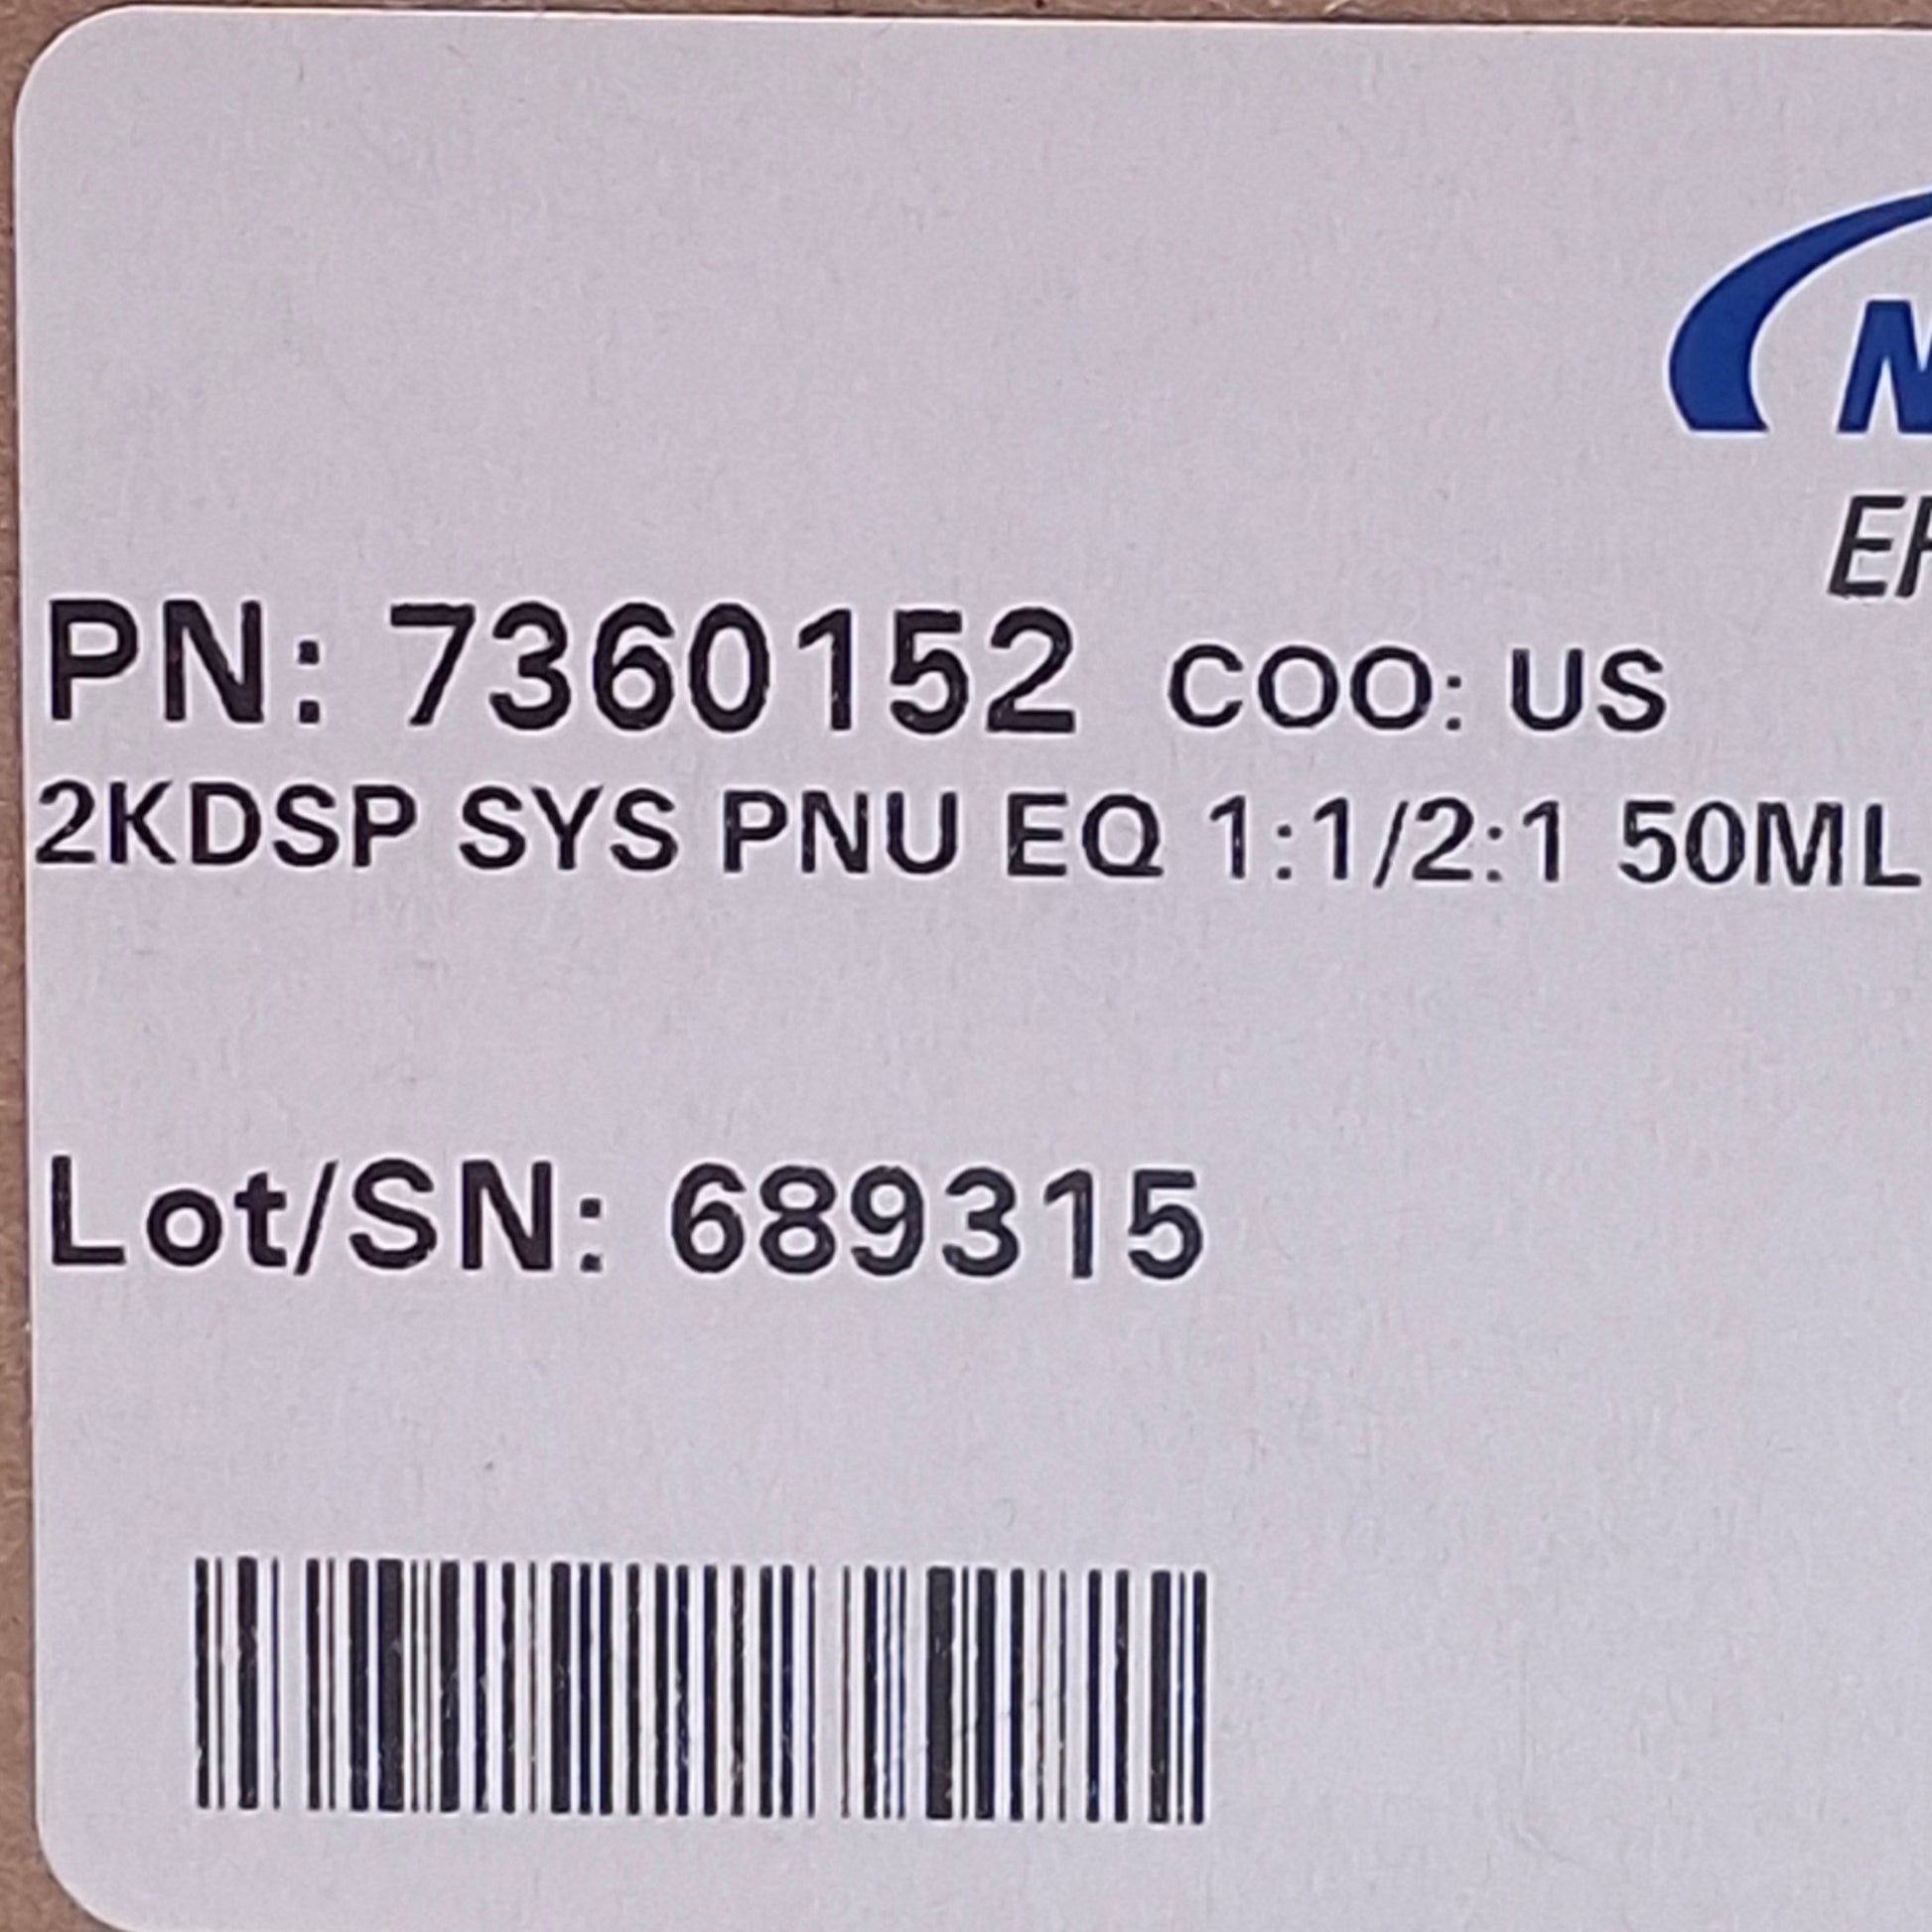 PN: 7360152 COO: US
2KDSP SYS PNU EQ 1:1/2:1 50ML
Lot/SN: 689315